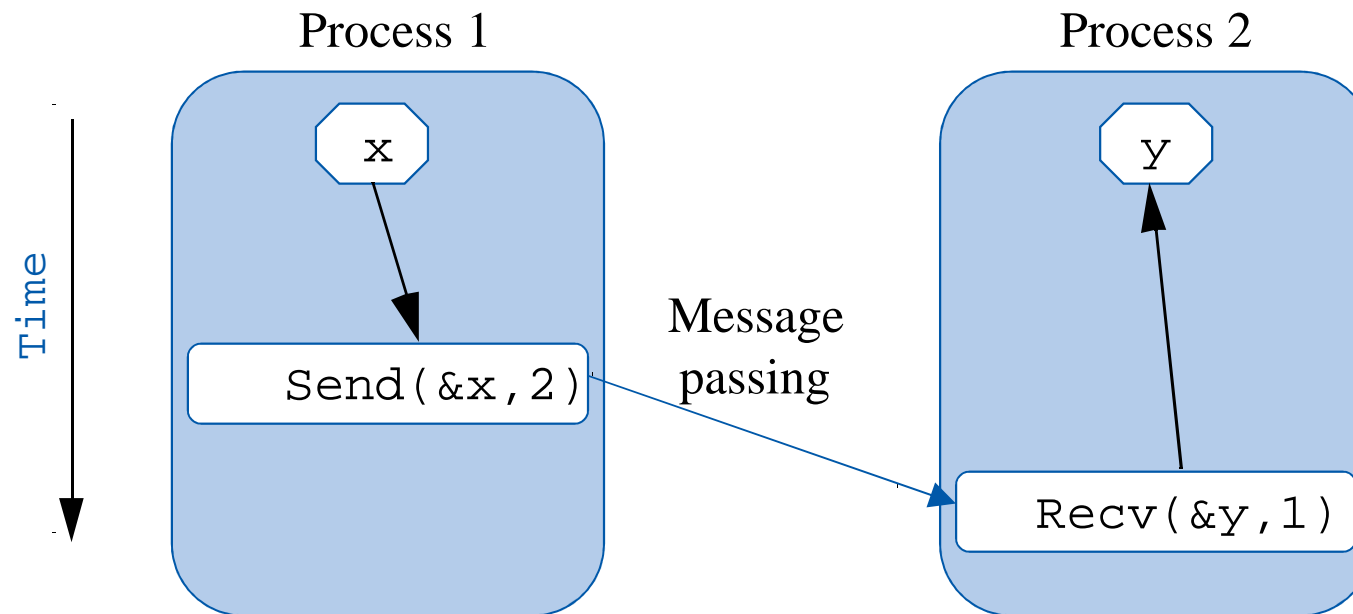 Process 1
Process 2
x
y
Time
Message
passing
Send(&x,2)
Recv(&y,1)